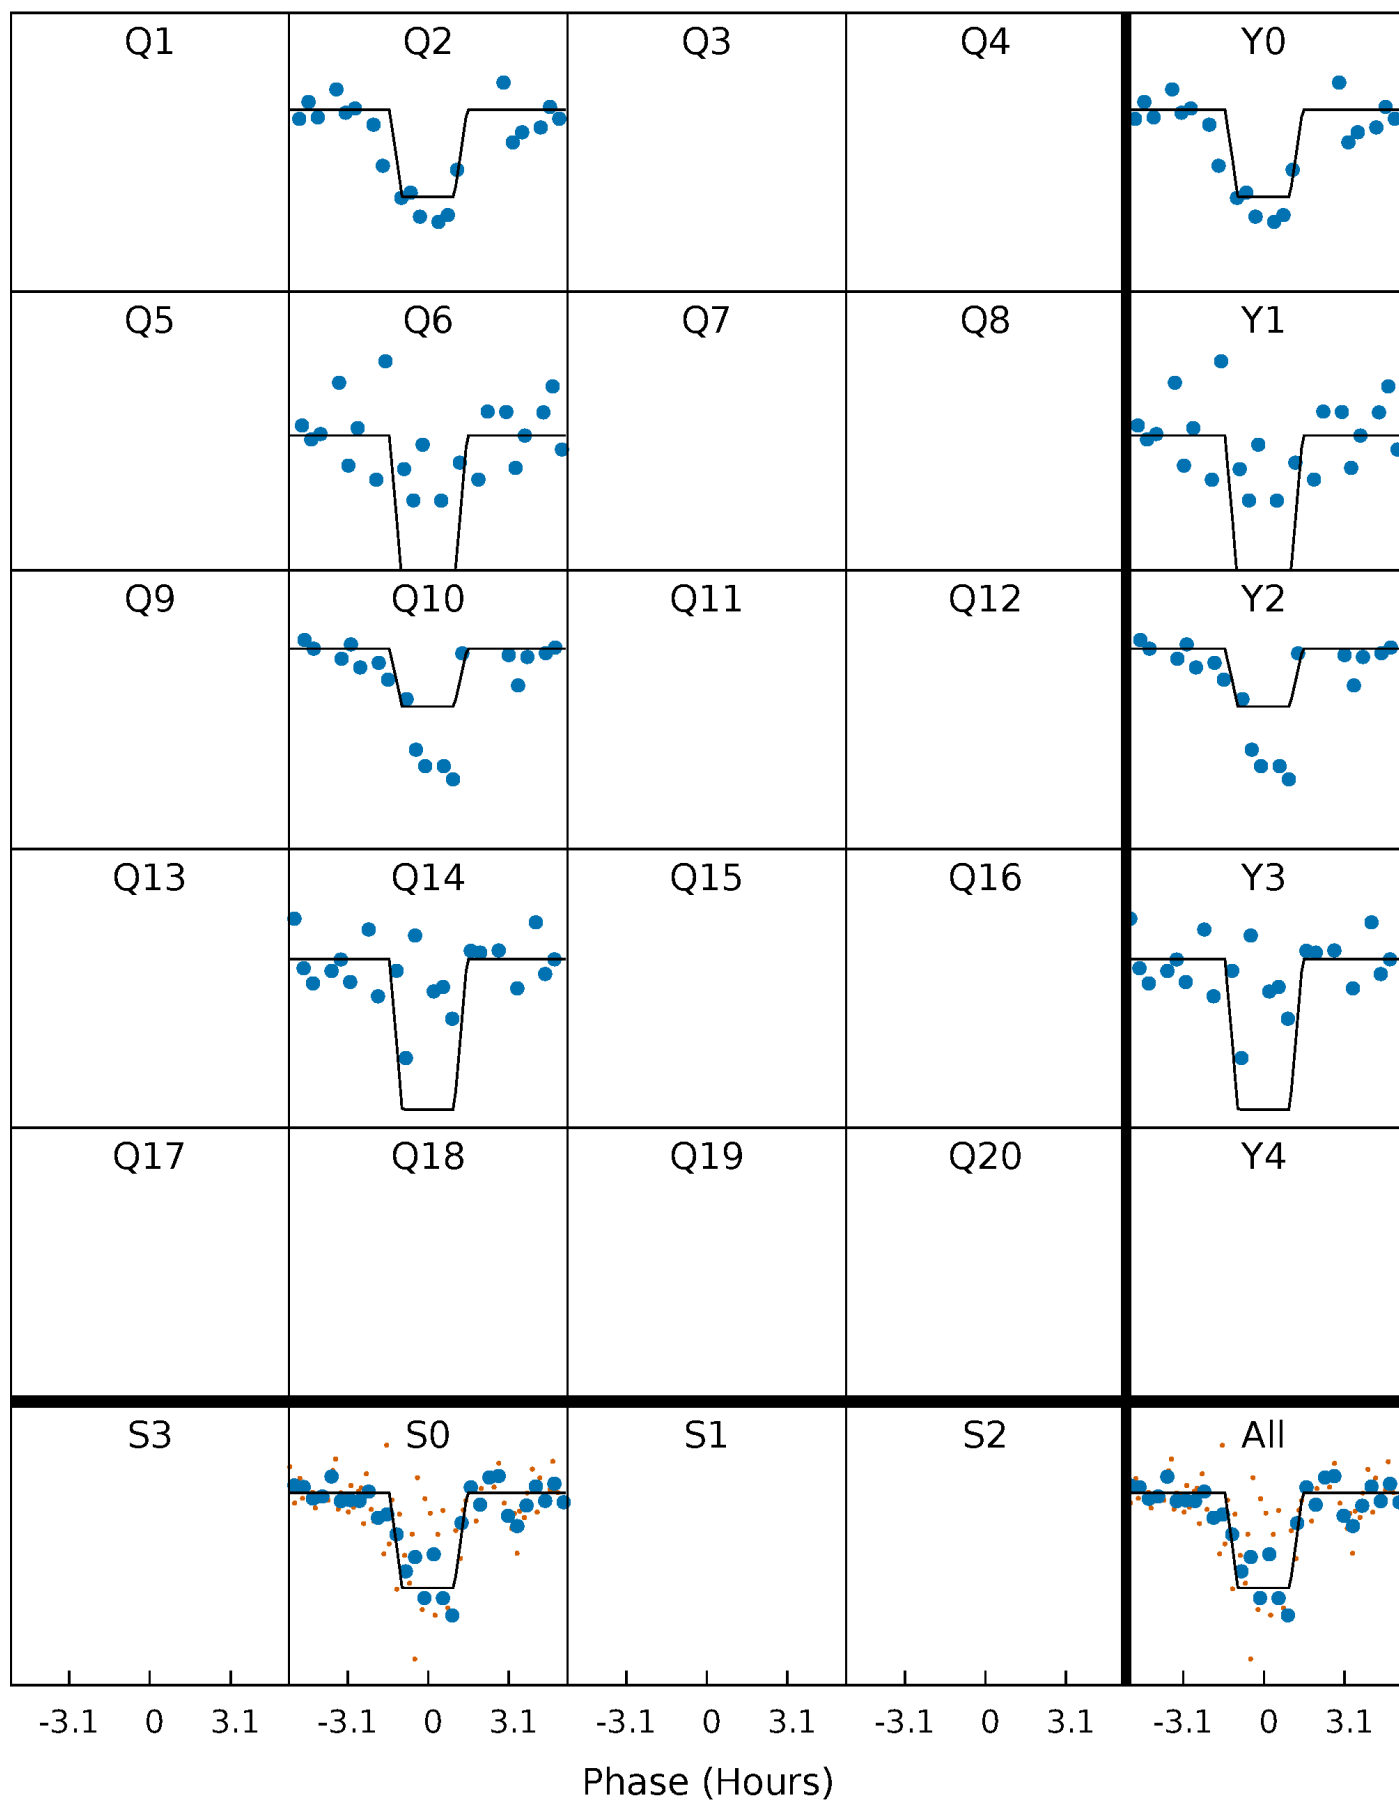 Q1 Q2 Q3 Q4 Y0
Q5 Q6 Q7 Q8 Y1
Q9 Q10 Q11 Q12 Y2
Q13 Q14 Q15 Q16 Y3
Q17 Q18 Q19 Q20 Y4
S3 S0 S1 S2 All
-3.1 0 3.1 -3.1 0 3.1 -3.1 0 3.1 -3.1 0 3.1 -3.1 0 3.1
Phase (Hours)